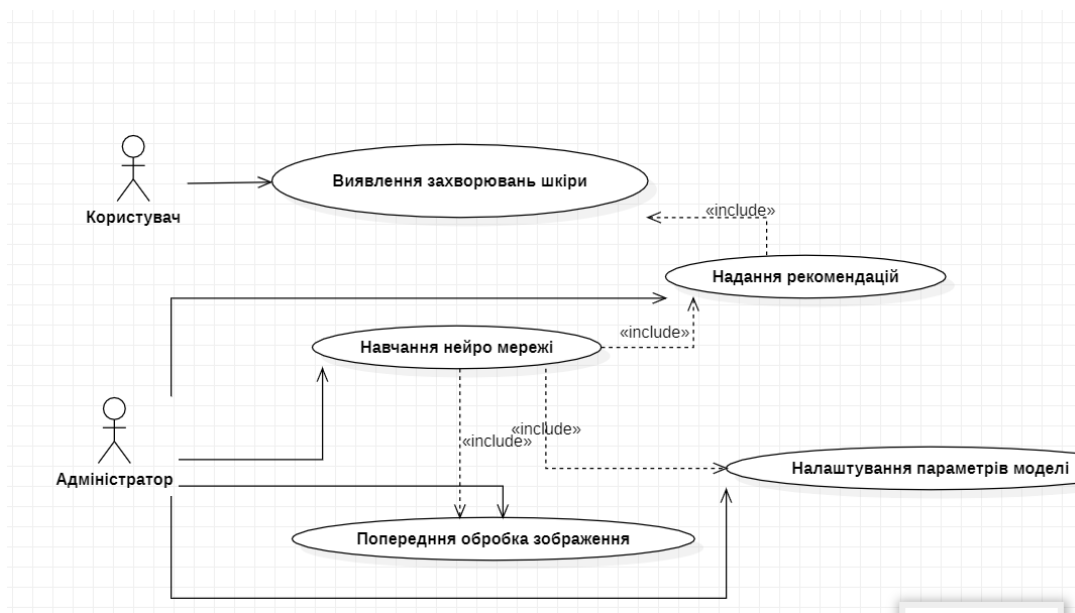 Виявлення захворювань шкіри
Користувач
«include»
Надання рекомендацій
«include»
Навчання нейро мережі
«include»
«include»
Налаштування параметрів моделі
Адміністратор
Попередння обробка зображення